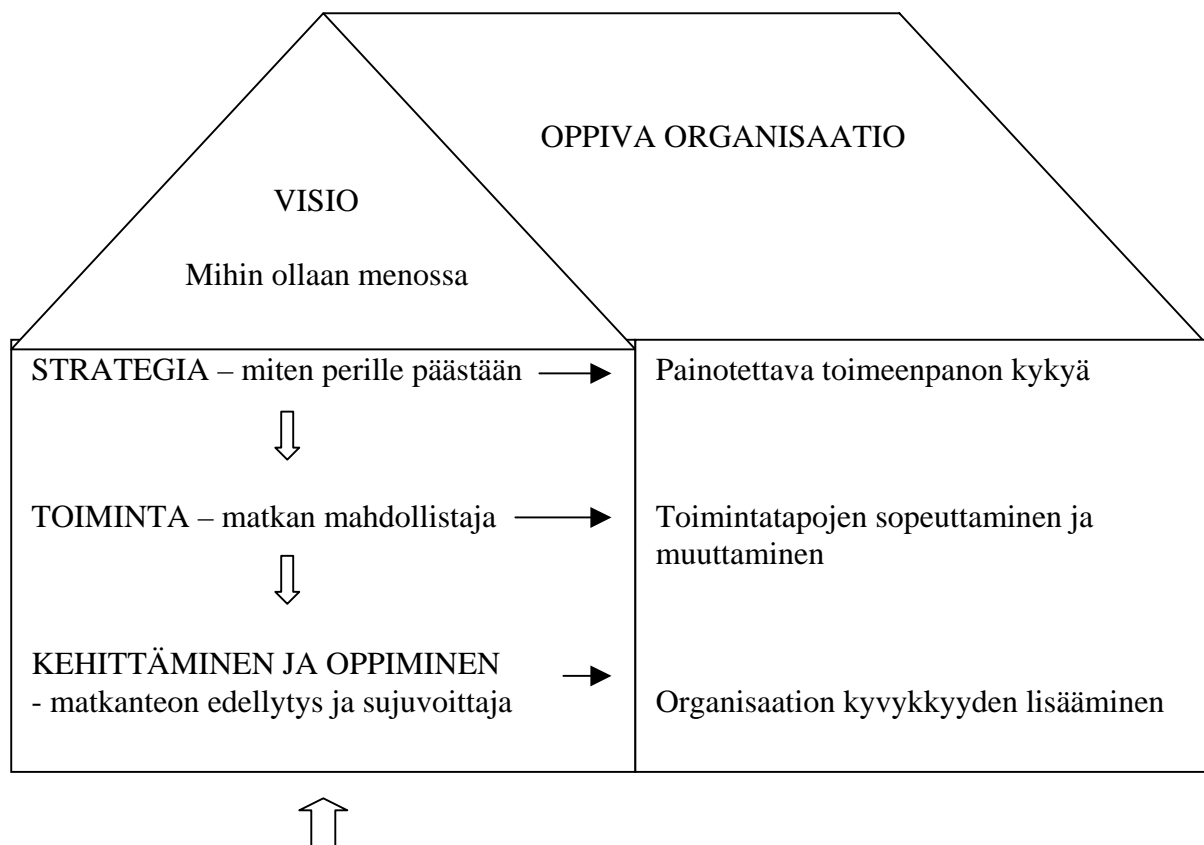 OPPIVA ORGANISAATIO
VISIO
Mihin ollaan menossa
STRATEGIA – miten perille päästään
Painotettava toimeenpanon kykyä
TOIMINTA – matkan mahdollistaja
Toimintatapojen sopeuttaminen ja
muuttaminen
KEHITTÄMINEN JA OPPIMINEN
- matkanteon edellytys ja sujuvoittaja
Organisaation kyvykkyyden lisääminen